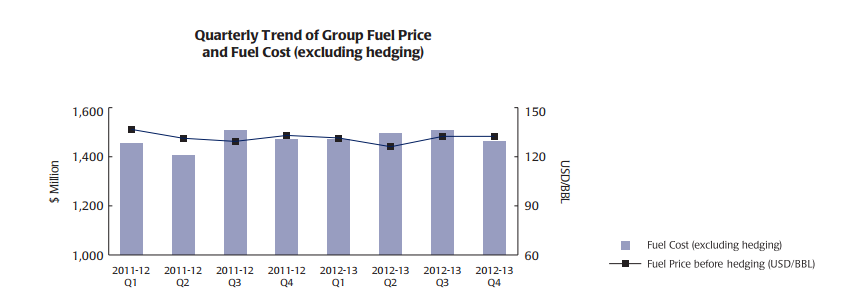 Quarterly Trend of Group Fuel Price
and Fuel Cost (excluding hedging)
1,600
1,400
1,200
1,000
$ Million
150
120
90
60
USD/BBL
2011-12 2011-12 2011-12 2011-12 2012-13 2012-13 2012-13 2012-13
Q1 Q2 Q3 Q4 Q1 Q2 Q3 Q4
Fuel Cost (excluding hedging)
Fuel Price before hedging (USD/BBL)